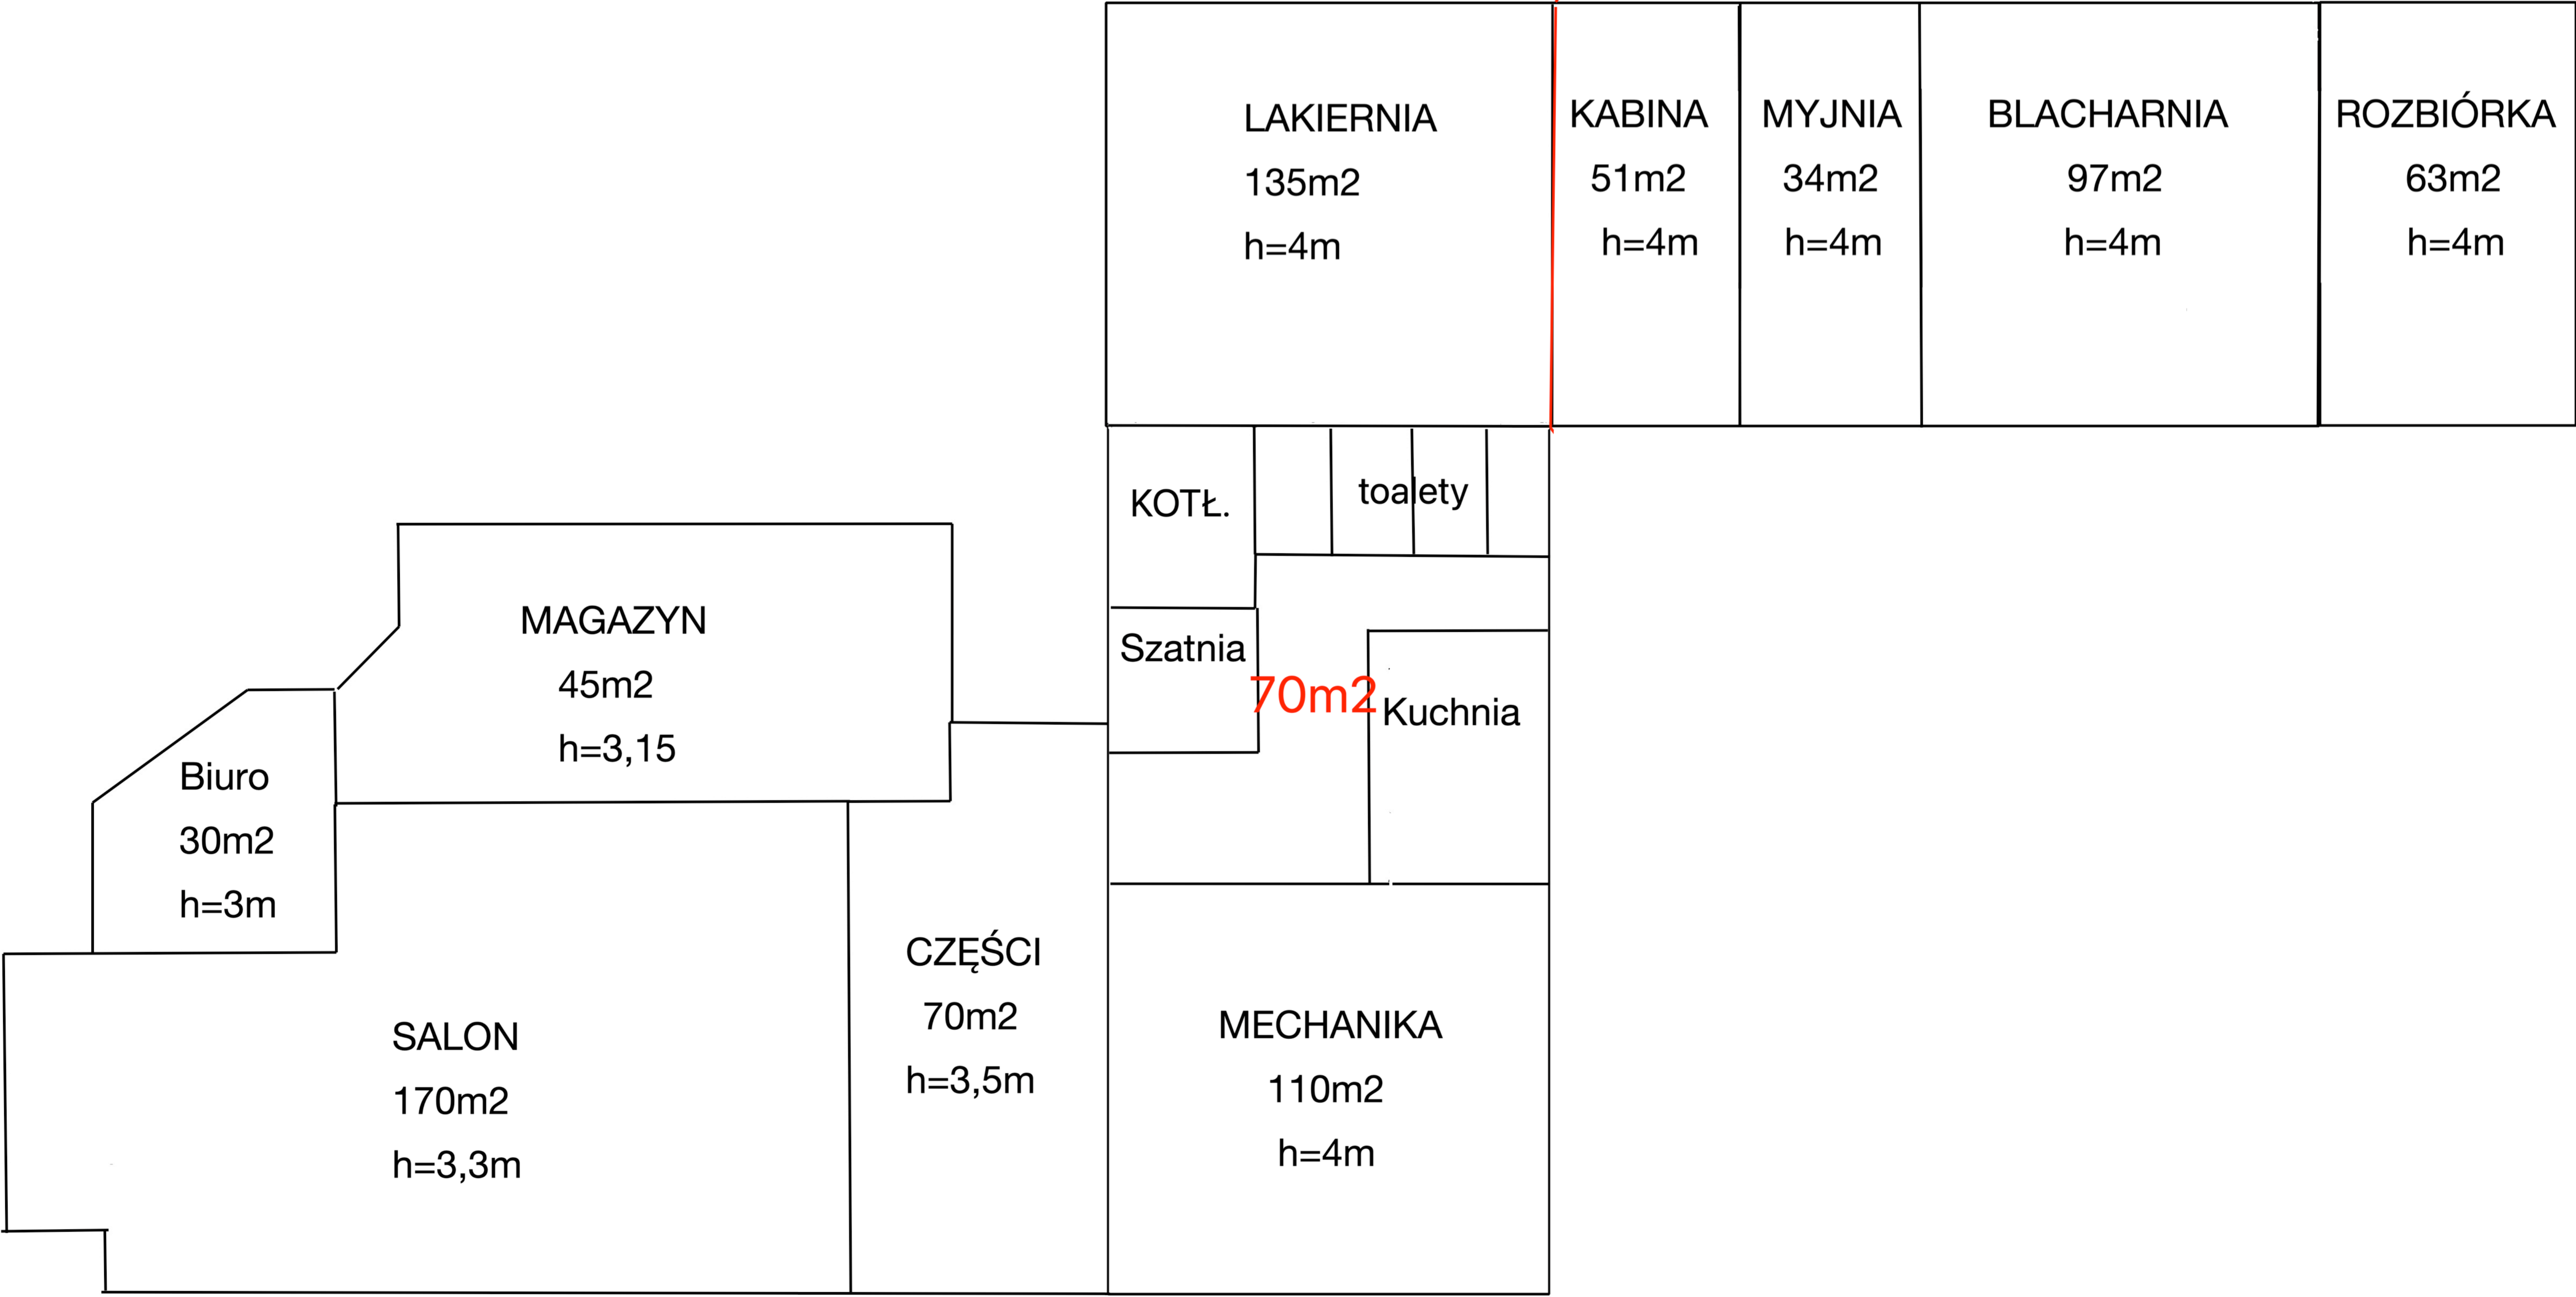 LAKIERNIA
135m2
h=4m
KABINA
51m2
h=4m
MYJNIA
34m2
h=4m
BLACHARNIA
97m2
h=4m
ROZBIÓRKA
63m2
h=4m
KOTŁ.
toalety
Szatnia
70m2
Kuchnia
MAGAZYN
45m2
h=3,15
Biuro
30m2
h=3m
SALON
170m2
h=3,3m
CZĘŚCI
70m2
h=3,5m
MECHANIKA
110m2
h=4m